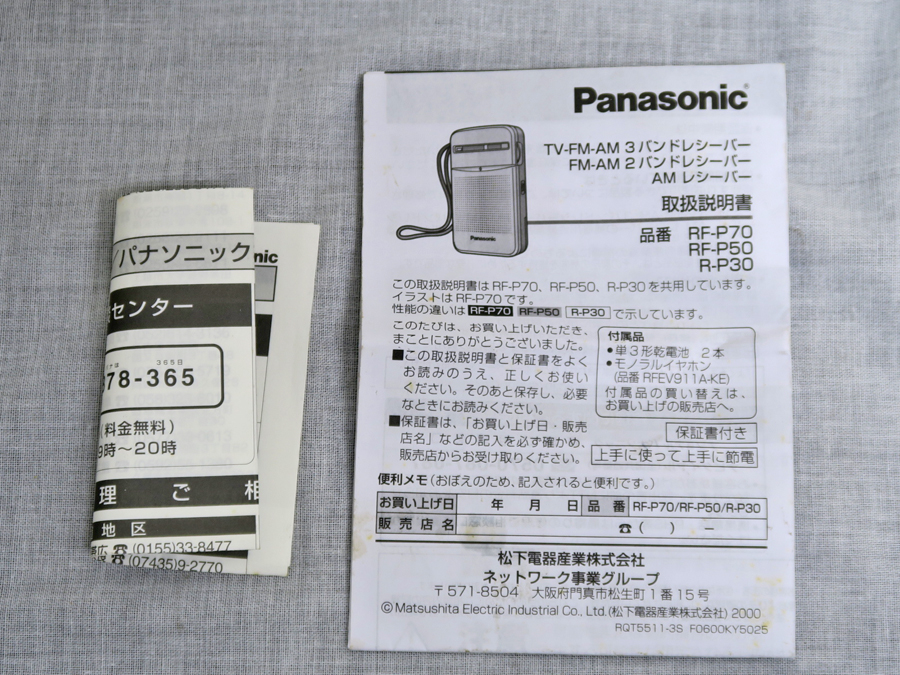 /パナソニック
nic
センター
365日
78-365
(料金無料)
9時〜20時
理 ご 相
地 区
広 ☎ (0155)33-8477
☎ (07435)9-2770
Panasonic
TV-FM-AM 3バンドレシーバー
FM-AM 2バンドレシーバー
AM レシーバー
取扱説明書
品番 RF-P70
RF-P50
R-P30
Panasonic
この取扱説明書は RF-P70、RF-P50、R-P30を共用しています。
イラストは RF-P70 です。
性能の違いは RF-P70 RF-P50 R-P30 で示しています。
このたびは、お買い上げいただき、
まことにありがとうございました。
■この取扱説明書と保証書をよく
お読みのうえ、正しくお使い
ください。そのあと保存し、必要
なときにお読みください。
■保証書は、「お買い上げ日・販売
店名」などの記入を必ず確かめ、
販売店からお受け取りください。
付属品
●単3形乾電池 2本
●モノラルイヤホン
(品番 RFEV911A-KE)
付属品の買い替えは、
お買い上げの販売店へ。
保証書付き
上手に使って上手に節電
便利メモ(おぼえのため、記入されると便利です。)
お買い上げ日 年 月 日 品 番 RF-P70/RF-P50/R-P30
販 売 店 名 ☎( ) −
松下電器産業株式会社
ネットワーク事業グループ
〒571-8504 大阪府門真市松生町1番15号
©Matsushita Electric Industrial Co., Ltd.(松下電器産業株式会社) 2000
RQT5511-3S F0600KY5025